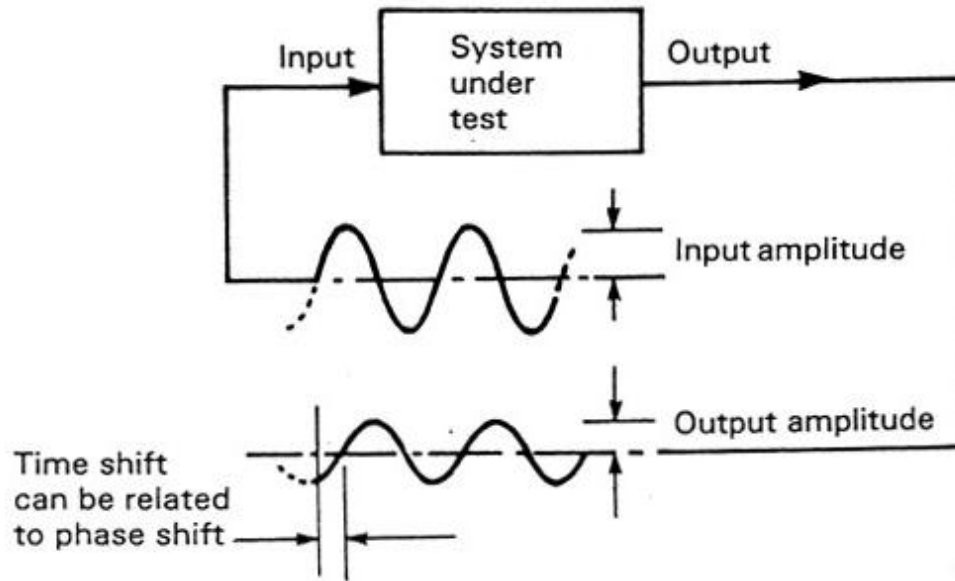 Input
System
under
test
Output
Input amplitude
Output amplitude
Time shift
can be related
to phase shift